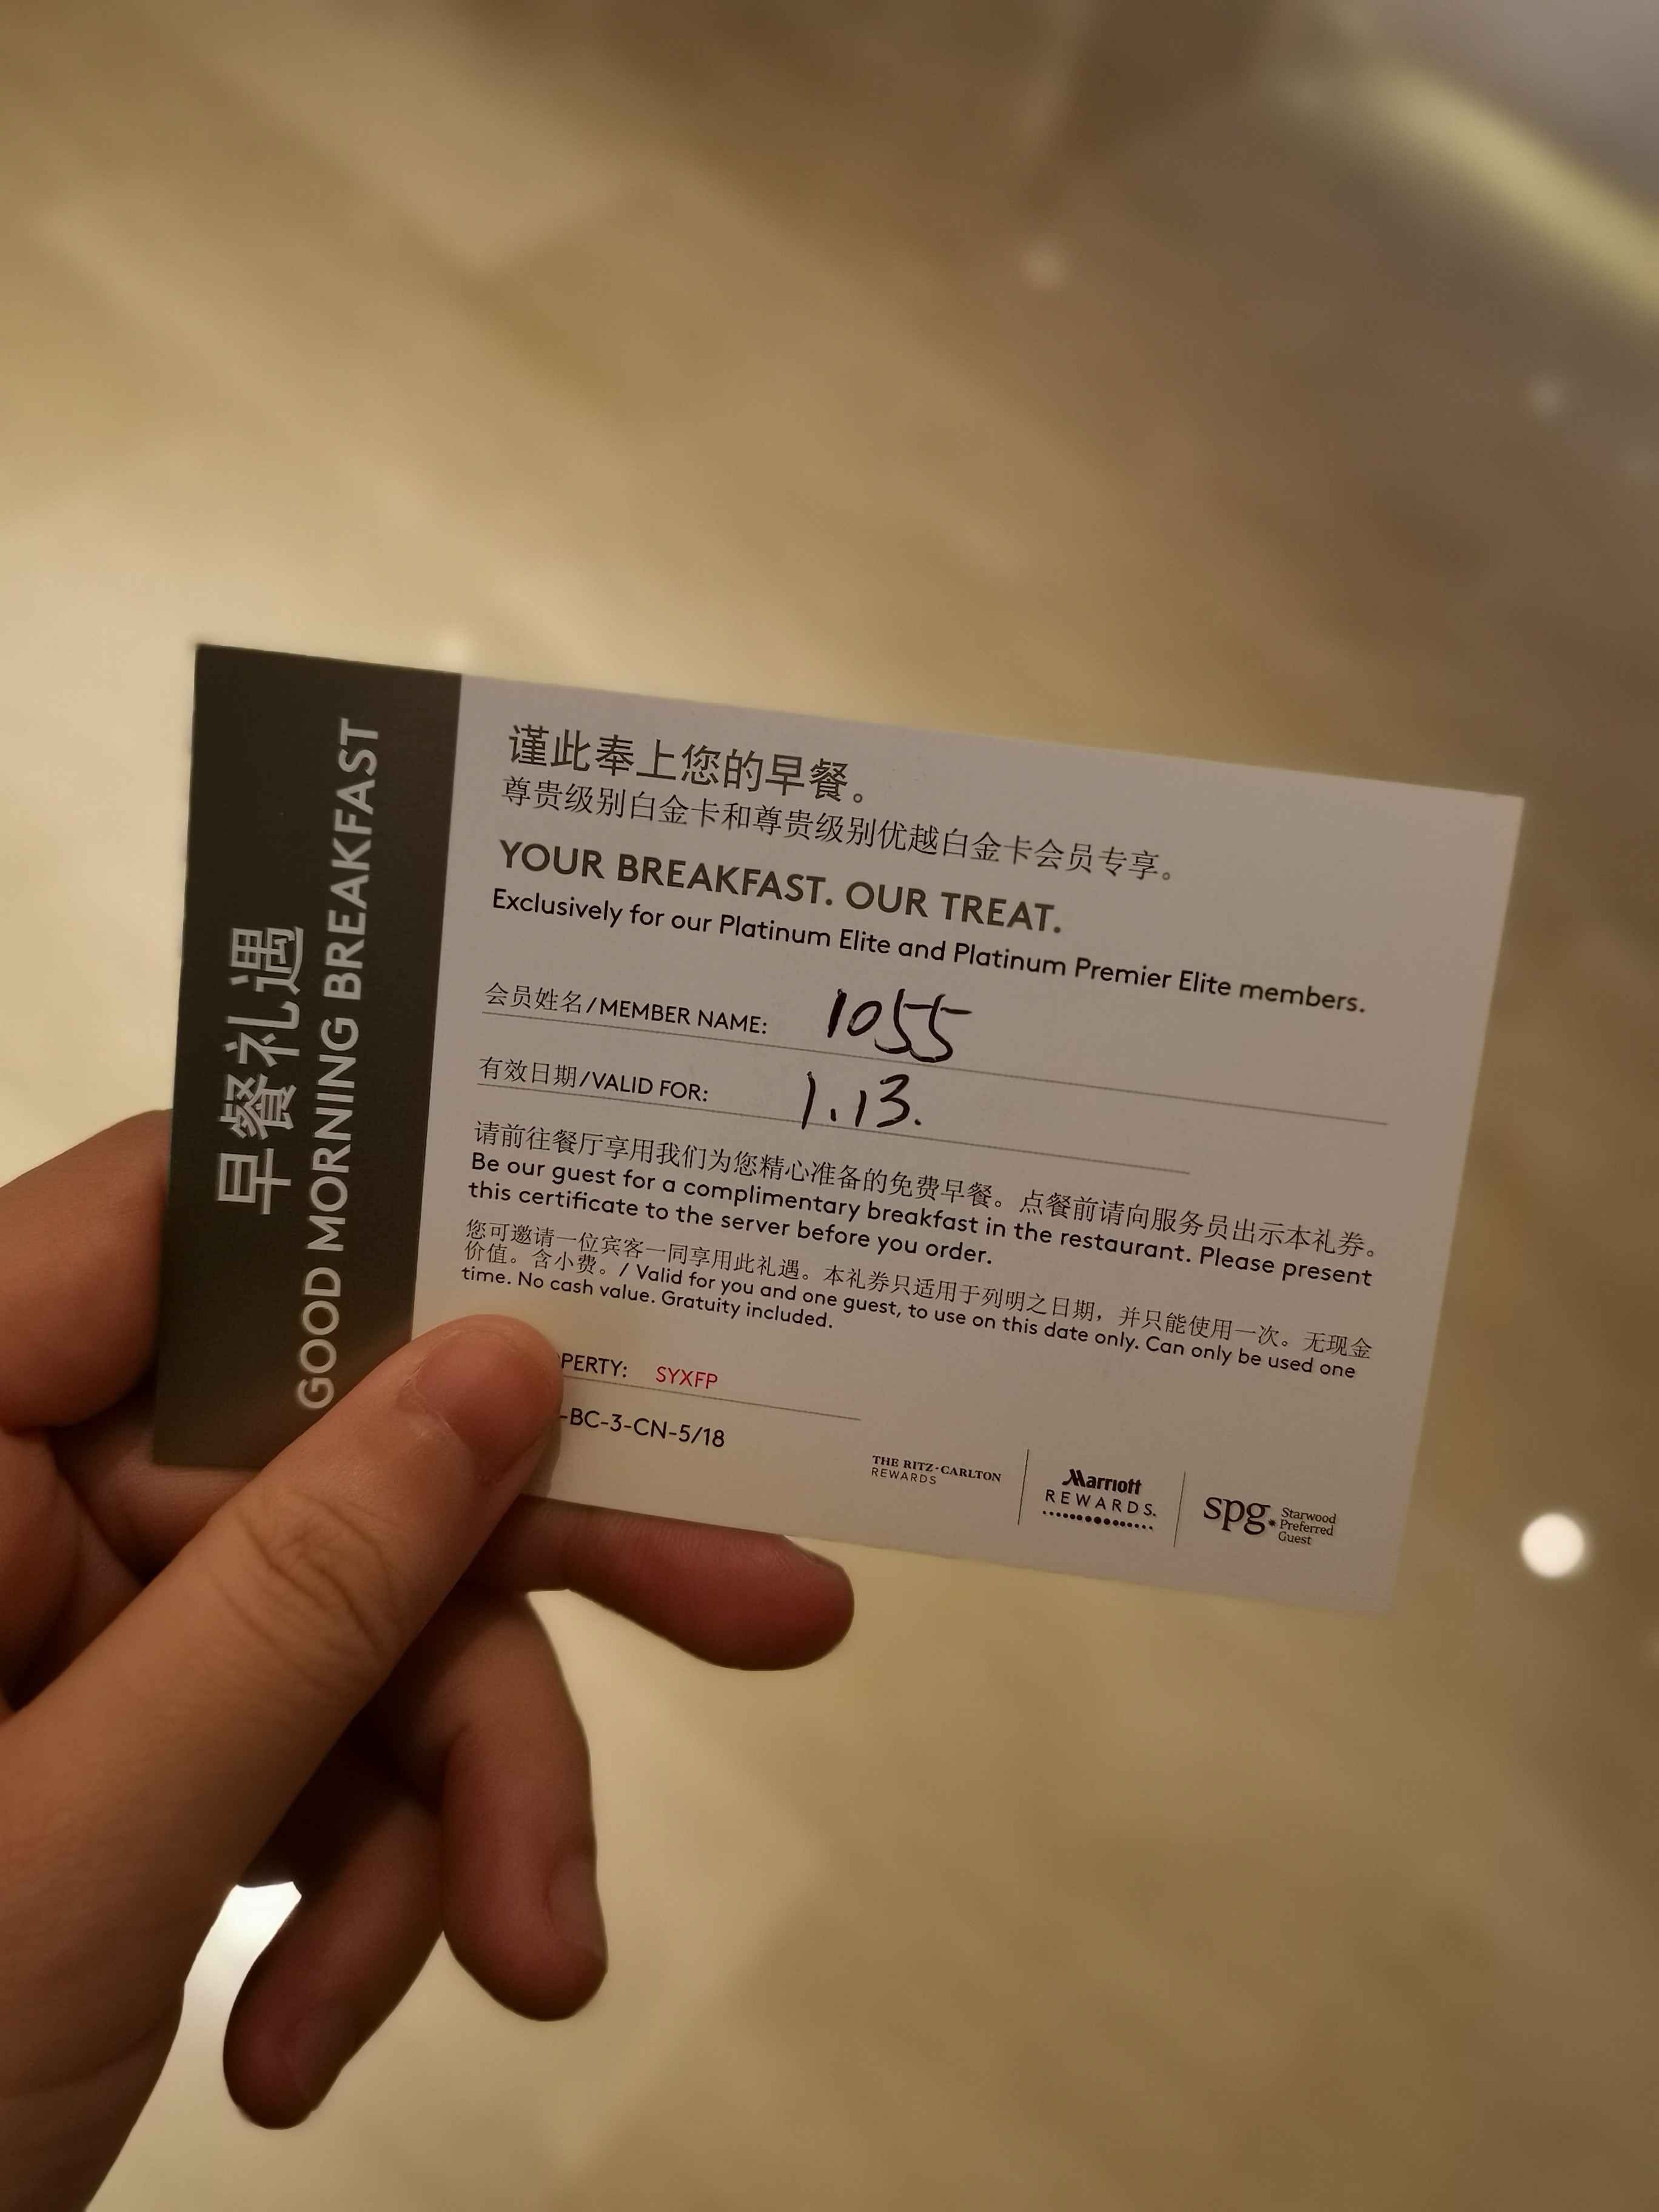 早餐礼遇
GOOD MORNING BREAKFAST
谨此奉上您的早餐。
尊贵级别白金卡和尊贵级别优越白金卡会员专享。
YOUR BREAKFAST. OUR TREAT.
Exclusively for our Platinum Elite and Platinum Premier Elite members.
会员姓名/MEMBER NAME: 1055
有效日期/VALID FOR: 1.13.
请前往餐厅享用我们为您精心准备的免费早餐。点餐前请向服务员出示本礼券。
Be our guest for a complimentary breakfast in the restaurant. Please present
this certificate to the server before you order.
您可邀请一位宾客一同享用此礼遇。本礼券只适用于列明之日期，并只能使用一次。无现金
价值。含小费。/ Valid for you and one guest, to use on this date only. Can only be used one
time. No cash value. Gratuity included.
PERTY: SYXFP
-BC-3-CN-5/18
THE RITZ-CARLTON
REWARDS
Marriott
REWARDS.
spg. Starwood
Preferred
Guest